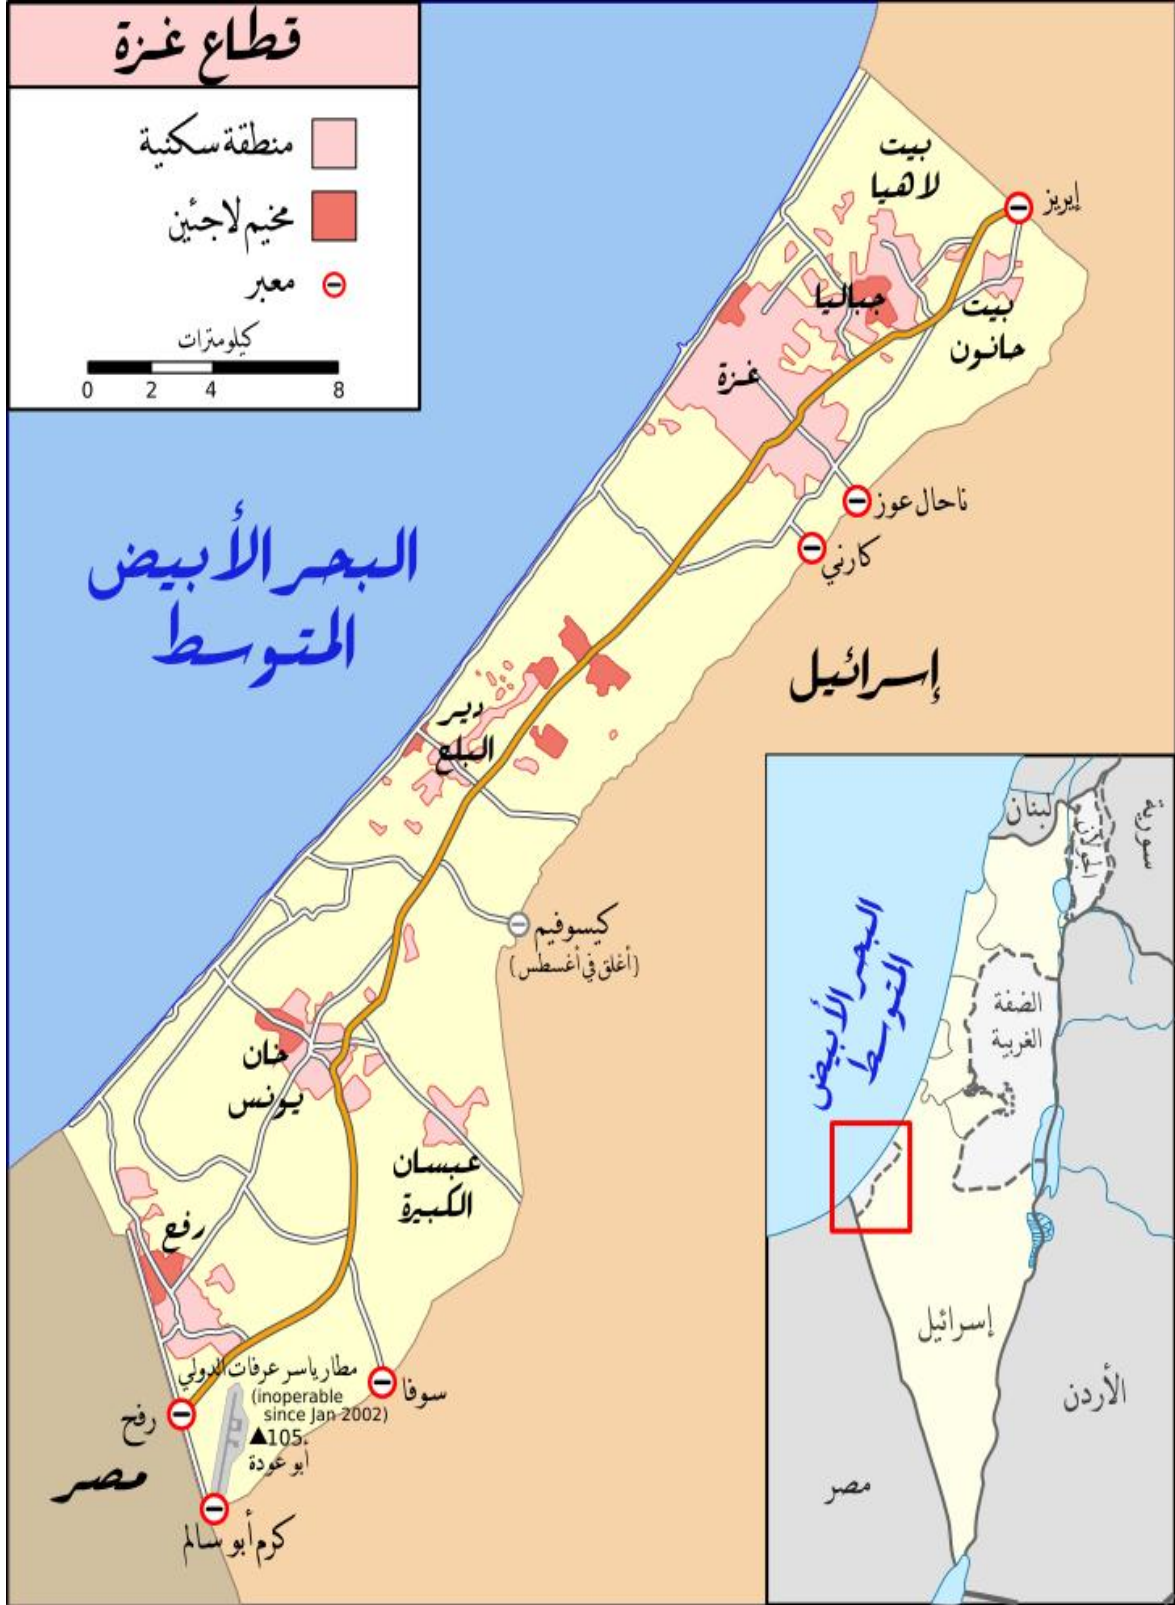 قطاع غزة
منطقة سكنية
مخيم لاجئين
معبر
كيلومترات
0 2 4 8
بيت
لاهيا
إيريز
جباليا
بيت
حانون
غزة
ناحال عوز
كارني
البحر الأبيض
المتوسط
إسرائيل
دير
البلح
كيسوفيم
(أغلق في أغسطس)
خان
يونس
عبسان
الكبيرة
رفح
مطار ياسر عرفات الدولي
(inoperable
since Jan 2002)
▲105
أبو عودة
سوفا
رفح
مصر
كرم أبو سالم
لبنان
الجولان
سورية
البحر الأبيض
المتوسط
الضفة
الغربية
إسرائيل
الأردن
مصر